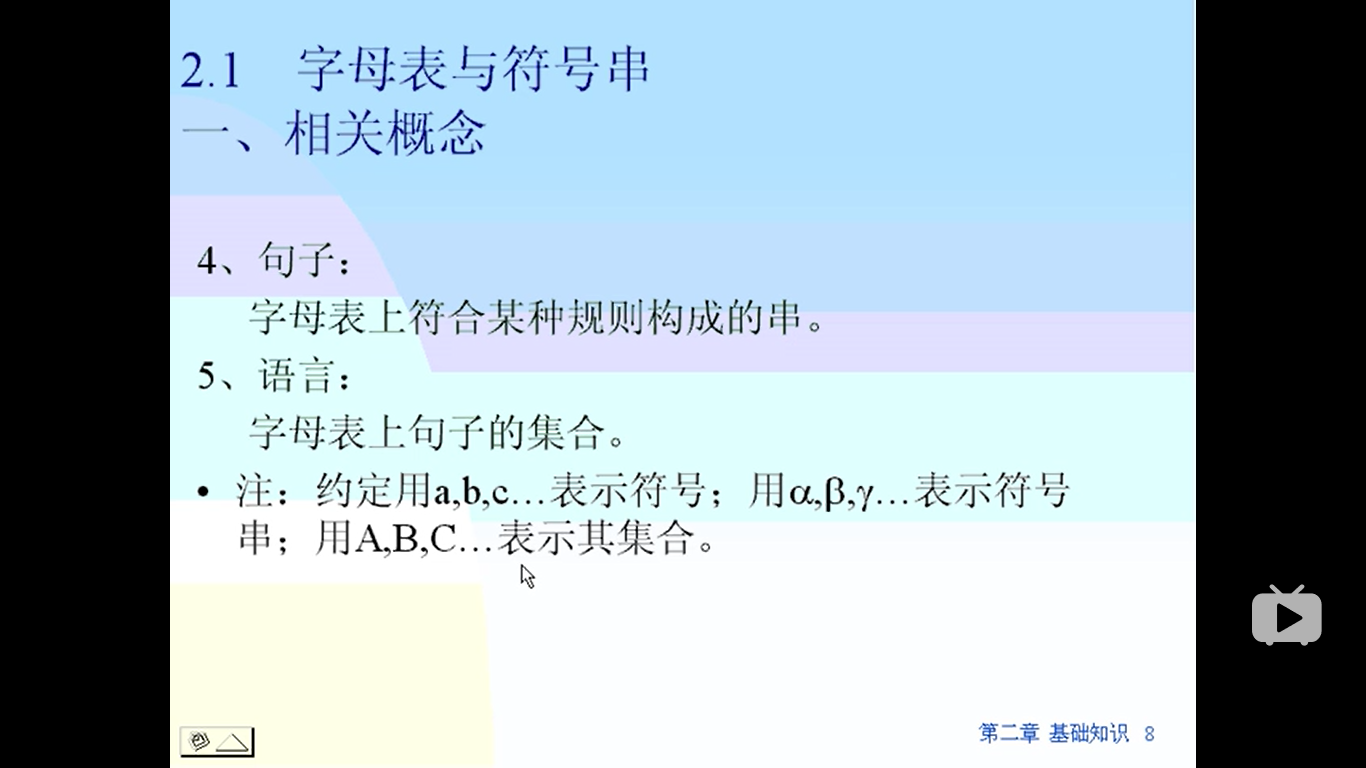 2.1 字母表与符号串
一、相关概念
4、句子：
字母表上符合某种规则构成的串。
5、语言：
字母表上句子的集合。
• 注：约定用a,b,c…表示符号；用α,β,γ…表示符号
串；用A,B,C…表示其集合。
第二章 基础知识 8